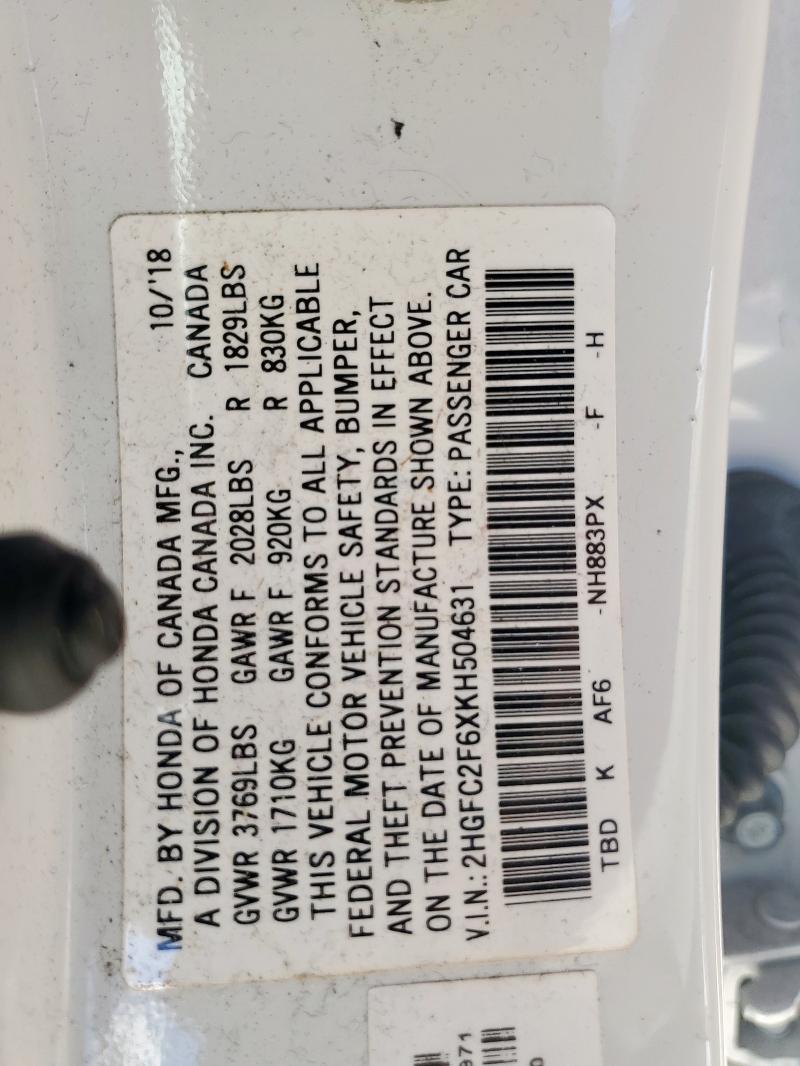 MFD. BY HONDA OF CANADA MFG., 10/'18
A DIVISION OF HONDA CANADA INC. CANADA
GVWR 3769LBS GAWR F 2028LBS R 1829LBS
GVWR 1710KG GAWR F 920KG R 830KG
THIS VEHICLE CONFORMS TO ALL APPLICABLE
FEDERAL MOTOR VEHICLE SAFETY, BUMPER,
AND THEFT PREVENTION STANDARDS IN EFFECT
ON THE DATE OF MANUFACTURE SHOWN ABOVE.
V.I.N.: 2HGFC2F6XKH504631 TYPE: PASSENGER CAR
TBD K AF6 -NH883PX -F -H
971